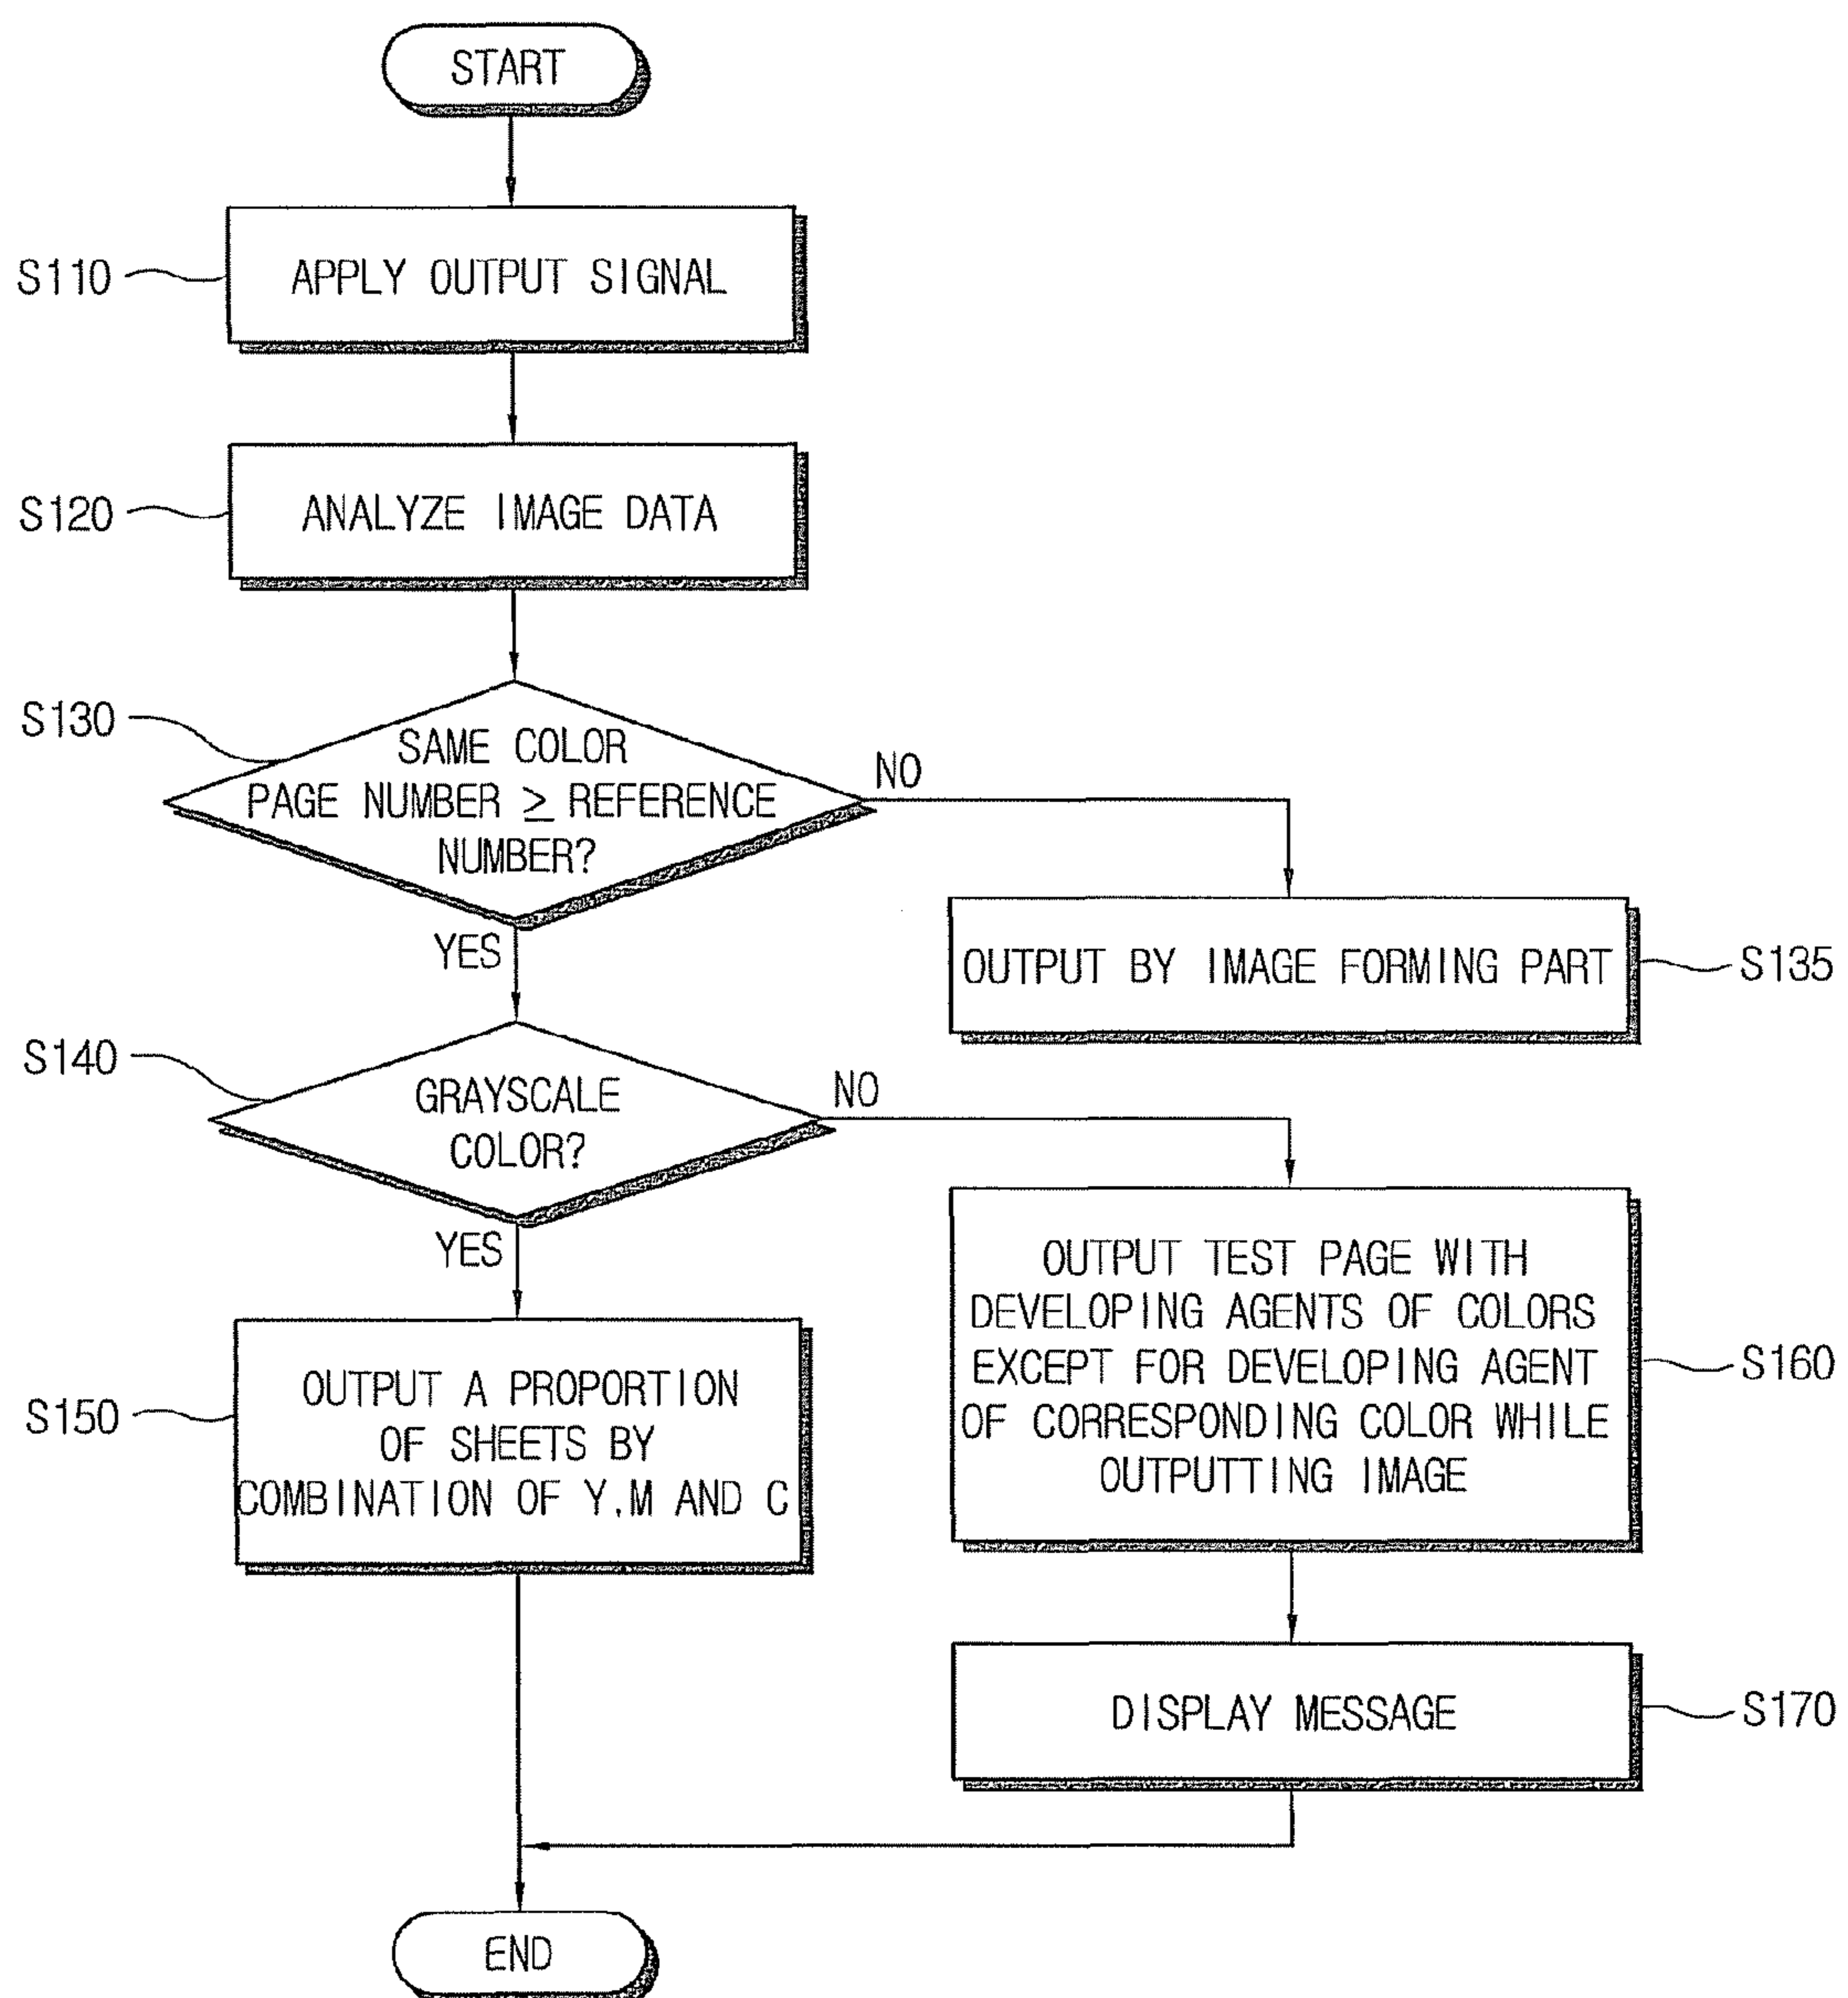 START
S110
APPLY OUTPUT SIGNAL
S120
ANALYZE IMAGE DATA
S130
SAME COLOR
PAGE NUMBER ≥ REFERENCE
NUMBER?
NO
YES
OUTPUT BY IMAGE FORMING PART
S135
S140
GRAYSCALE
COLOR?
NO
YES
S150
OUTPUT A PROPORTION
OF SHEETS BY
COMBINATION OF Y,M AND C
OUTPUT TEST PAGE WITH
DEVELOPING AGENTS OF COLORS
EXCEPT FOR DEVELOPING AGENT
OF CORRESPONDING COLOR WHILE
OUTPUTTING IMAGE
S160
DISPLAY MESSAGE
S170
END